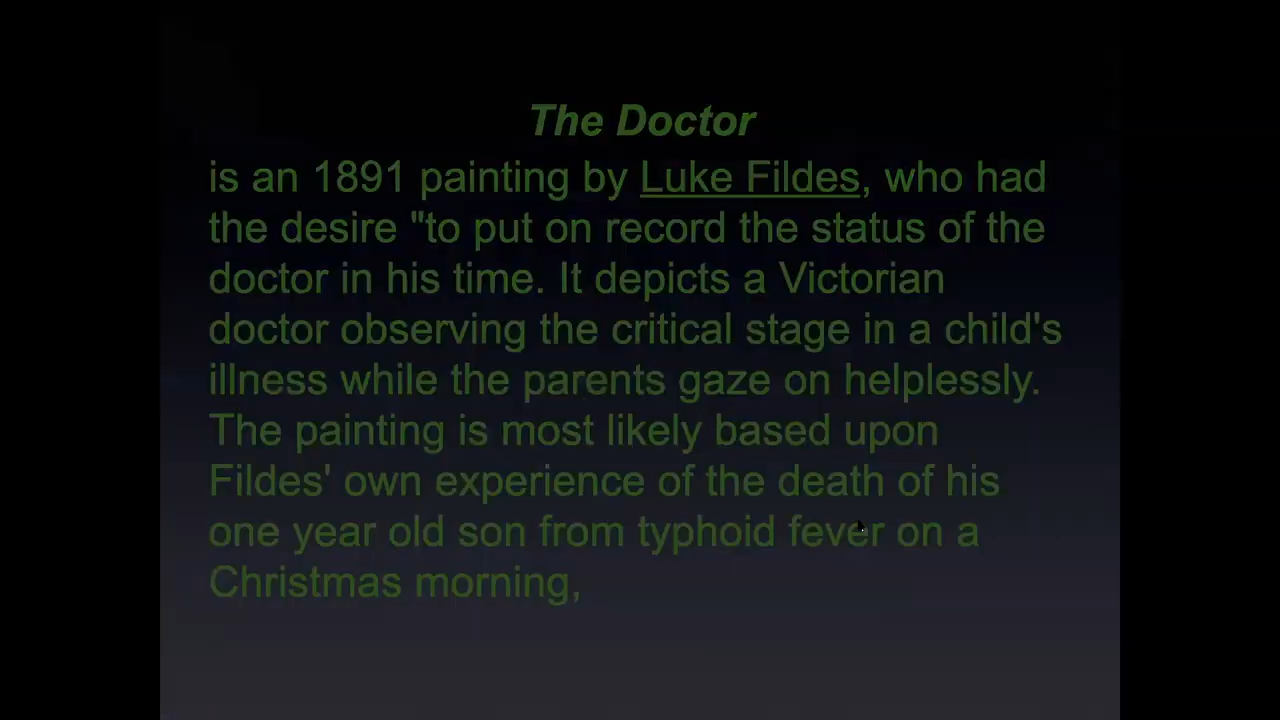 The Doctor
is an 1891 painting by Luke Fildes, who had
the desire "to put on record the status of the
doctor in his time. It depicts a Victorian
doctor observing the critical stage in a child's
illness while the parents gaze on helplessly.
The painting is most likely based upon
Fildes' own experience of the death of his
one year old son from typhoid fever on a
Christmas morning,